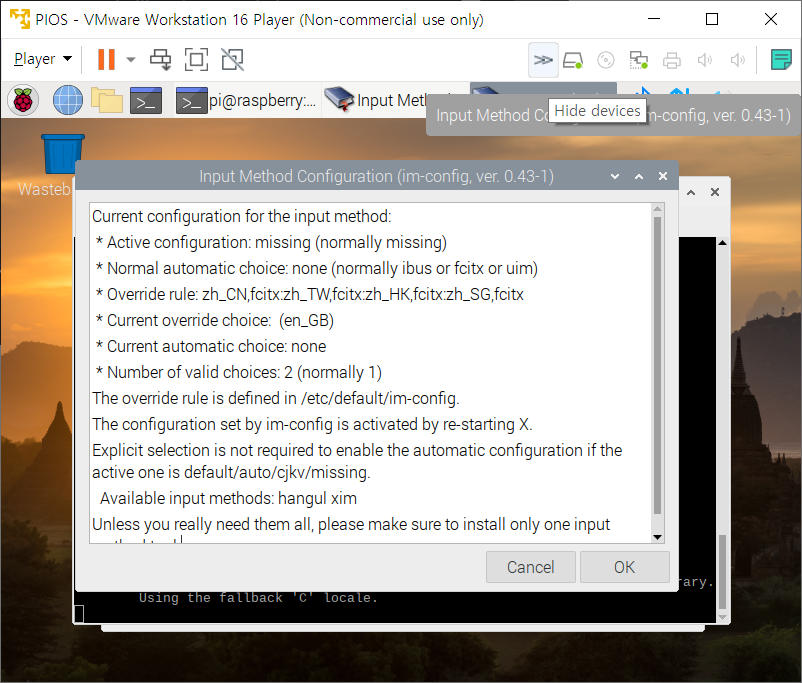 PIOS - VMware Workstation 16 Player (Non-commercial use only)
Player
pi@raspberry:...
Input Meth
Input Method Co
im-config, ver. 0.43-1)
Hide devices
Input Method Configuration (im-config, ver. 0.43-1)
Current configuration for the input method:
* Active configuration: missing (normally missing)
* Normal automatic choice: none (normally ibus or fcitx or uim)
* Override rule: zh_CN,fcitx:zh_TW,fcitx:zh_HK,fcitx:zh_SG,fcitx
* Current override choice:  (en_GB)
* Current automatic choice: none
* Number of valid choices: 2 (normally 1)
The override rule is defined in /etc/default/im-config.
The configuration set by im-config is activated by re-starting X.
Explicit selection is not required to enable the automatic configuration if the
active one is default/auto/cjkv/missing.
Available input methods: hangul xim
Unless you really need them all, please make sure to install only one input
Cancel
OK
Wasteb
rary.
Using the fallback 'C' locale.